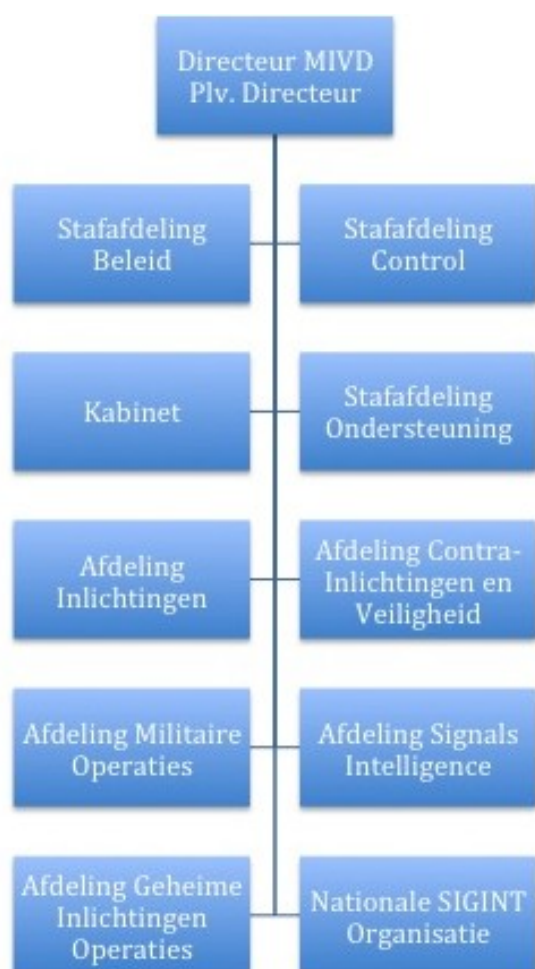 Directeur MIVD
Plv. Directeur
Stafafdeling
Beleid
Stafafdeling
Control
Kabinet
Stafafdeling
Ondersteuning
Afdeling
Inlichtingen
Afdeling Contra-
Inlichtingen en
Veiligheid
Afdeling Militaire
Operaties
Afdeling Signals
Intelligence
Afdeling Geheime
Inlichtingen
Operaties
Nationale SIGINT
Organisatie